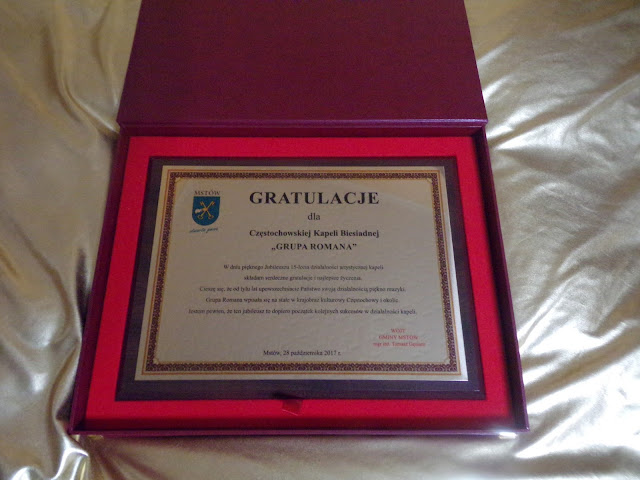 MSTÓW
GRATULACJE
dla
Częstochowskiej Kapeli Biesiadnej
„GRUPA ROMANA”
W dniu pięknego Jubileuszu 15-lecia działalności artystycznej kapeli
składam serdeczne gratulacje i najlepsze życzenia.
Cieszę się, że od tylu lat upowszechniacie Państwo swoją działalnością piękno muzyki.
Grupa Romana wpisała się na stałe w krajobraz kulturowy Częstochowy i okolic.
Jestem pewien, że ten jubileusz to dopiero początek kolejnych sukcesów w działalności kapeli.
WÓJT
GMINY MSTÓW
mgr inż. Tomasz
Mstów, 28 października 2017 r.